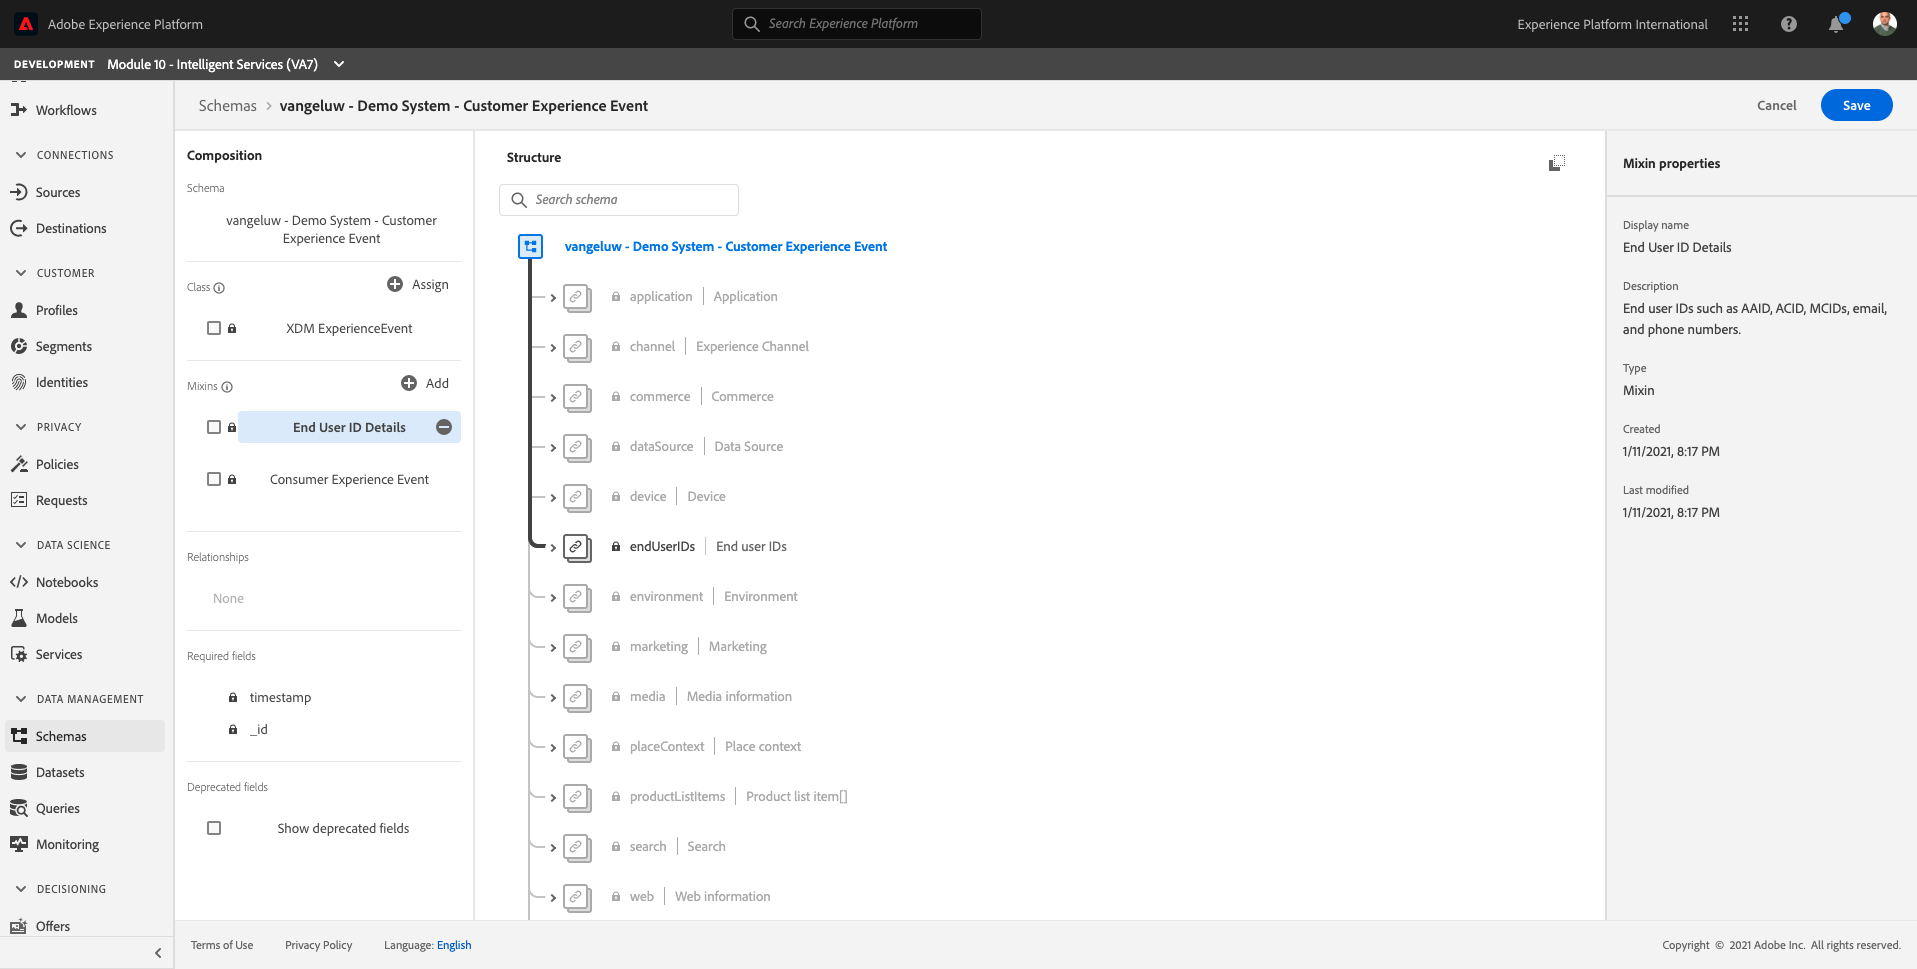 Adobe Experience Platform
Search Experience Platform
Experience Platform International
DEVELOPMENT Module 10 - Intelligent Services (VA7)
Workflows
CONNECTIONS
Sources
Destinations
CUSTOMER
Profiles
Segments
Identities
PRIVACY
Policies
Requests
DATA SCIENCE
Notebooks
Models
Services
DATA MANAGEMENT
Schemas
Datasets
Queries
Monitoring
DECISIONING
Offers
Schemas > vangeluw - Demo System - Customer Experience Event
Cancel
Save
Composition
Schema
vangeluw - Demo System - Customer
Experience Event
Class
Assign
XDM ExperienceEvent
Mixins
Add
End User ID Details
Consumer Experience Event
Relationships
None
Required fields
timestamp
_id
Deprecated fields
Show deprecated fields
Structure
Search schema
vangeluw - Demo System - Customer Experience Event
application | Application
channel | Experience Channel
commerce | Commerce
dataSource | Data Source
device | Device
endUserIDs | End user IDs
environment | Environment
marketing | Marketing
media | Media information
placeContext | Place context
productListItems | Product list item[]
search | Search
web | Web information
Mixin properties
Display name
End User ID Details
Description
End user IDs such as AAID, ACID, MCIDs, email,
and phone numbers.
Type
Mixin
Created
1/11/2021, 8:17 PM
Last modified
1/11/2021, 8:17 PM
Terms of Use
Privacy Policy
Language: English
Copyright © 2021 Adobe Inc. All rights reserved.